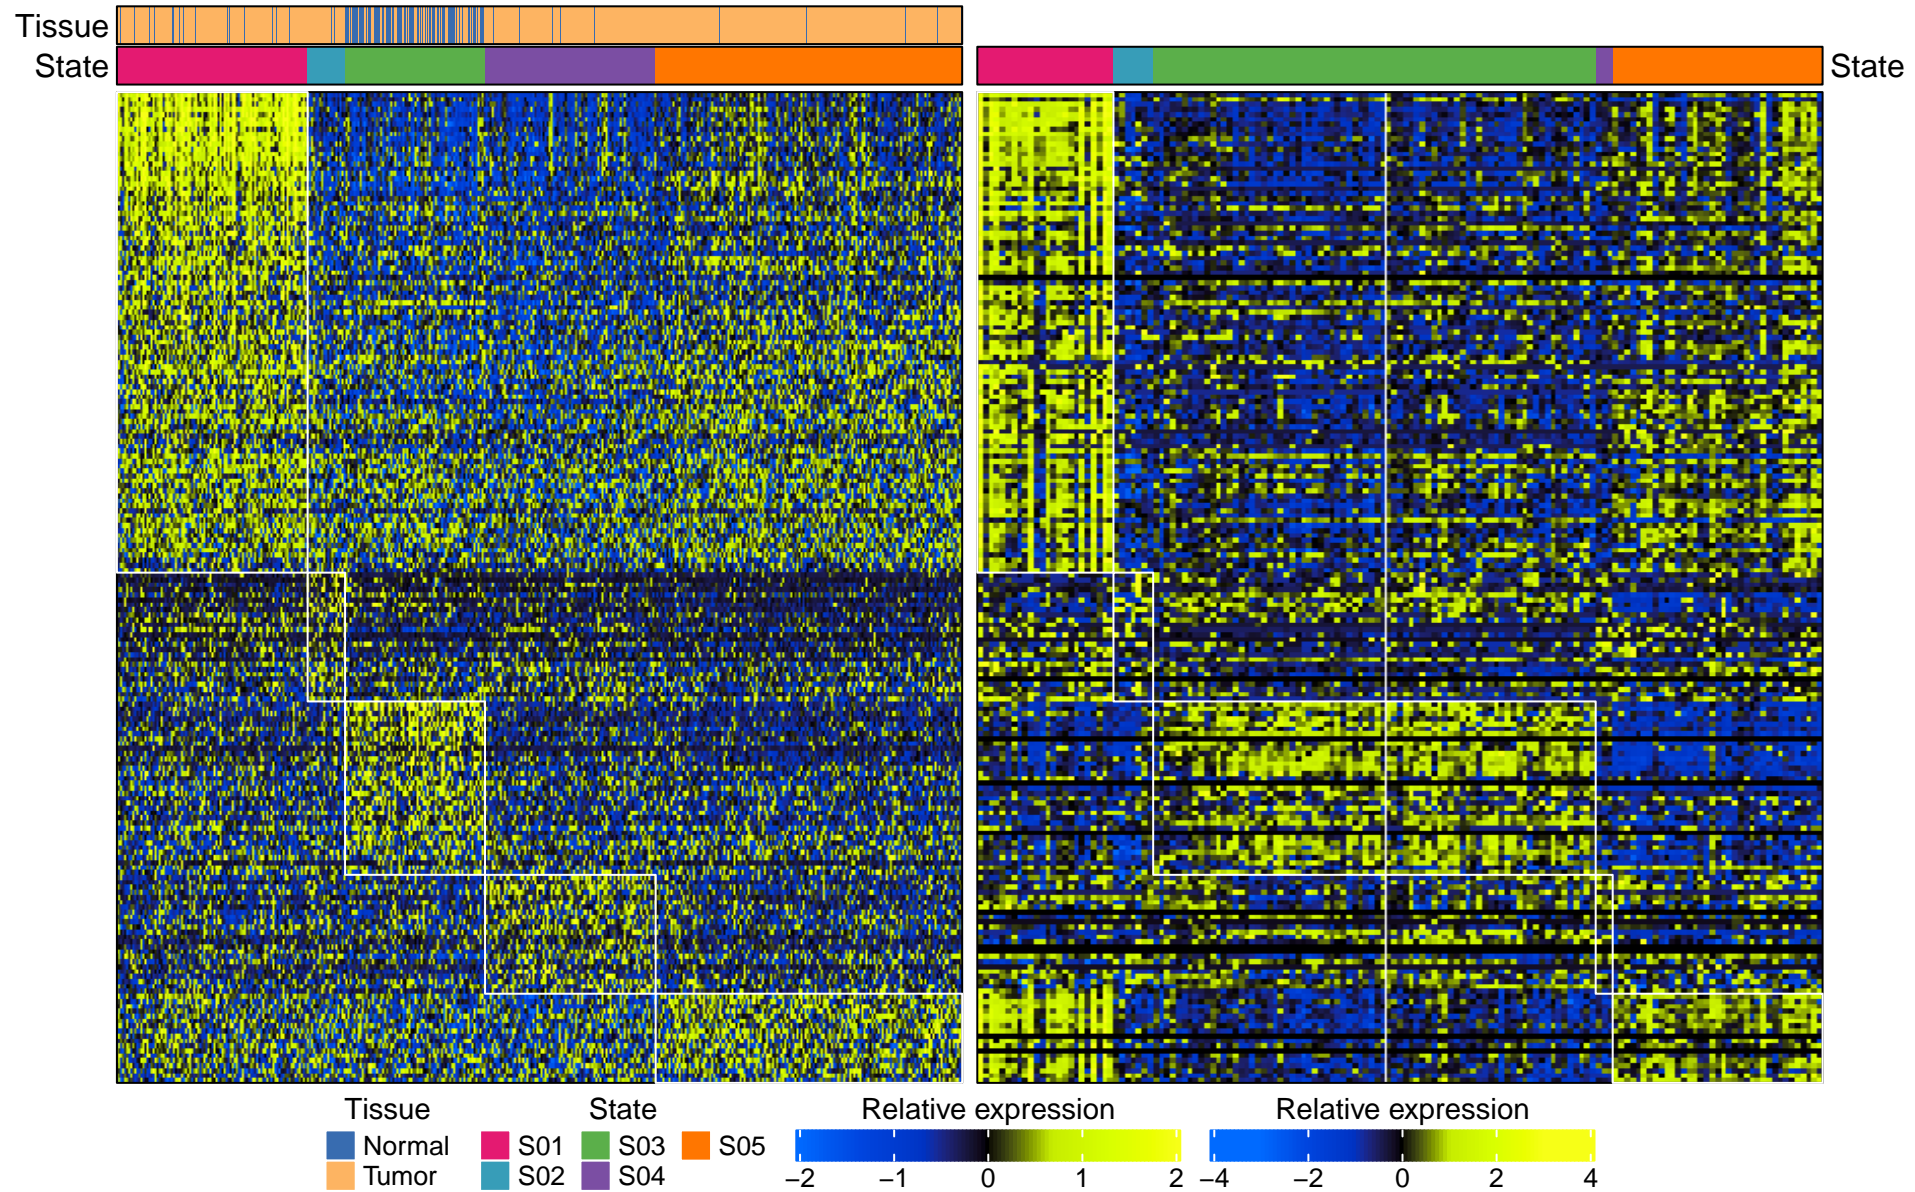 Tissue
State
State
Tissue
State
Relative expression
Relative expression
Normal
S01
S03
S05
Tumor
S02
S04
−2 −1 0 1 2
−4 −2 0 2 4